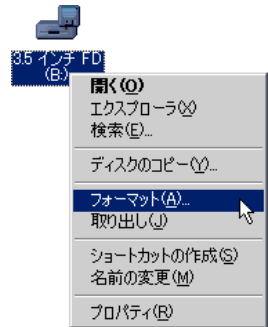 3.5 インチ FD
(B:)
開く(O)
エクスプローラ(X)
検索(E)...
ディスクのコピー(Y)...
フォーマット(A)...
取り出し(J)
ショートカットの作成(S)
名前の変更(M)
プロパティ(R)